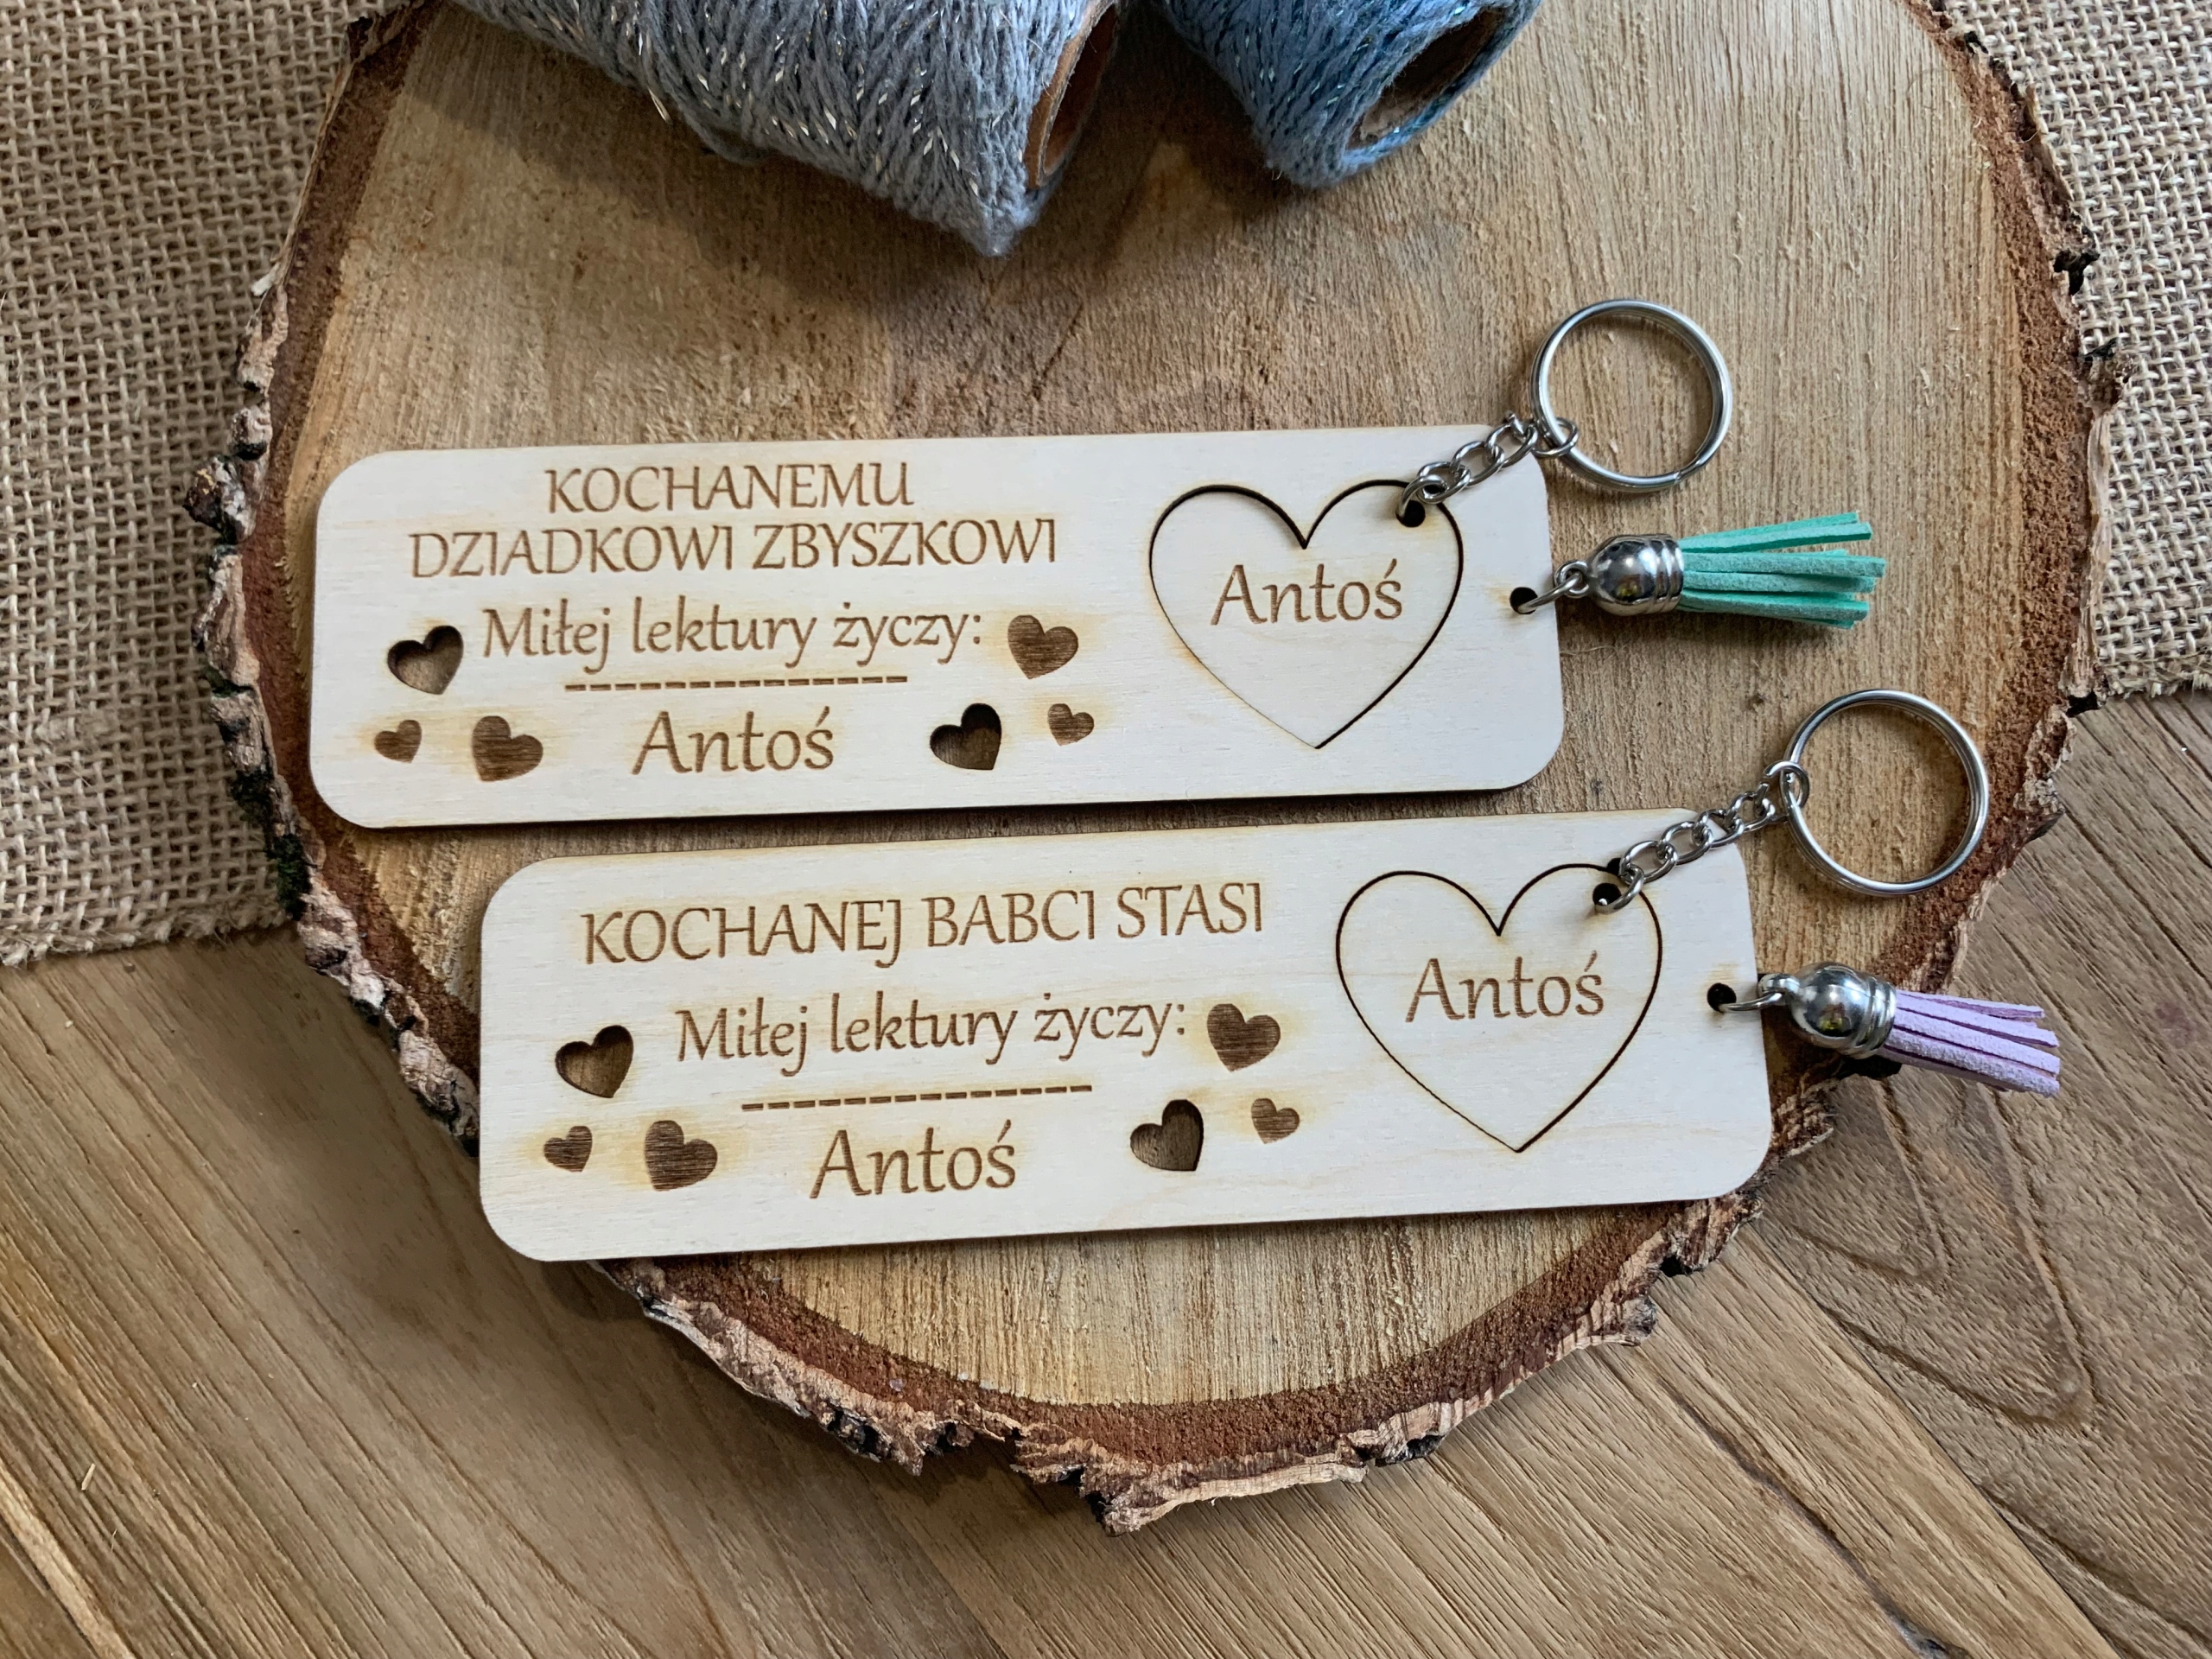 KOCHANEMU
DZIADKOWI ZBYSZKOWI
Miłej lektury życzy:
---------------
Antoś
Antoś
KOCHANEJ BABCI STASI
Miłej lektury życzy:
---------------
Antoś
Antoś